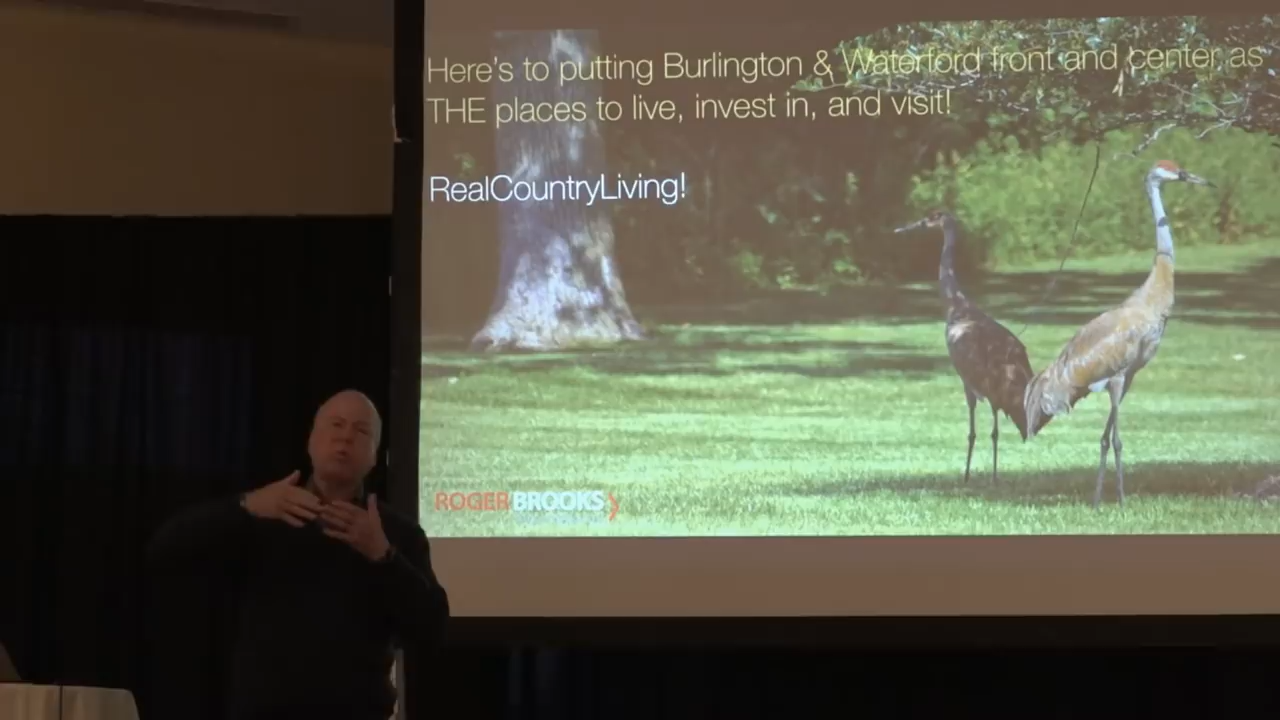 Here's to putting Burlington & Waterford front and center as
THE places to live, invest in, and visit!
RealCountryLiving!
ROGERBROOKS